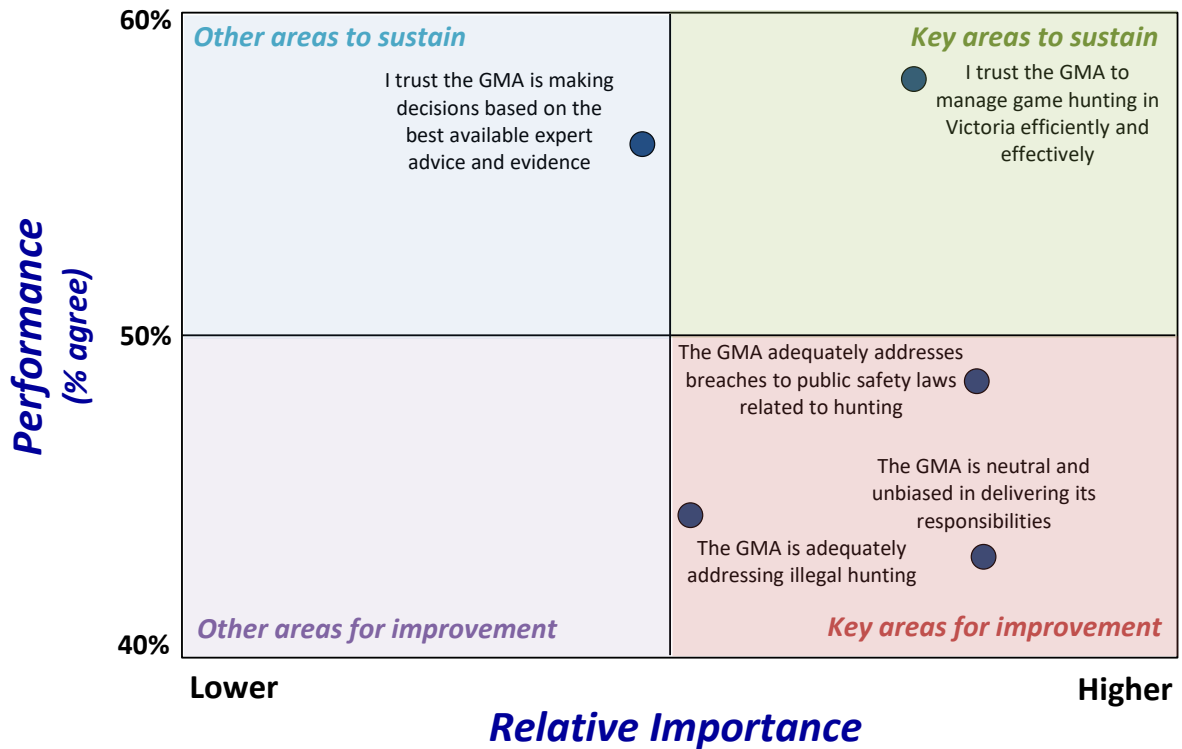 60%
Other areas to sustain
Key areas to sustain
I trust the GMA is making
decisions based on the
best available expert
advice and evidence
I trust the GMA to
manage game hunting in
Victoria efficiently and
effectively
Performance
(% agree)
50%
The GMA adequately addresses
breaches to public safety laws
related to hunting
The GMA is neutral and
unbiased in delivering its
responsibilities
The GMA is adequately
addressing illegal hunting
Other areas for improvement
Key areas for improvement
40%
Lower
Higher
Relative Importance